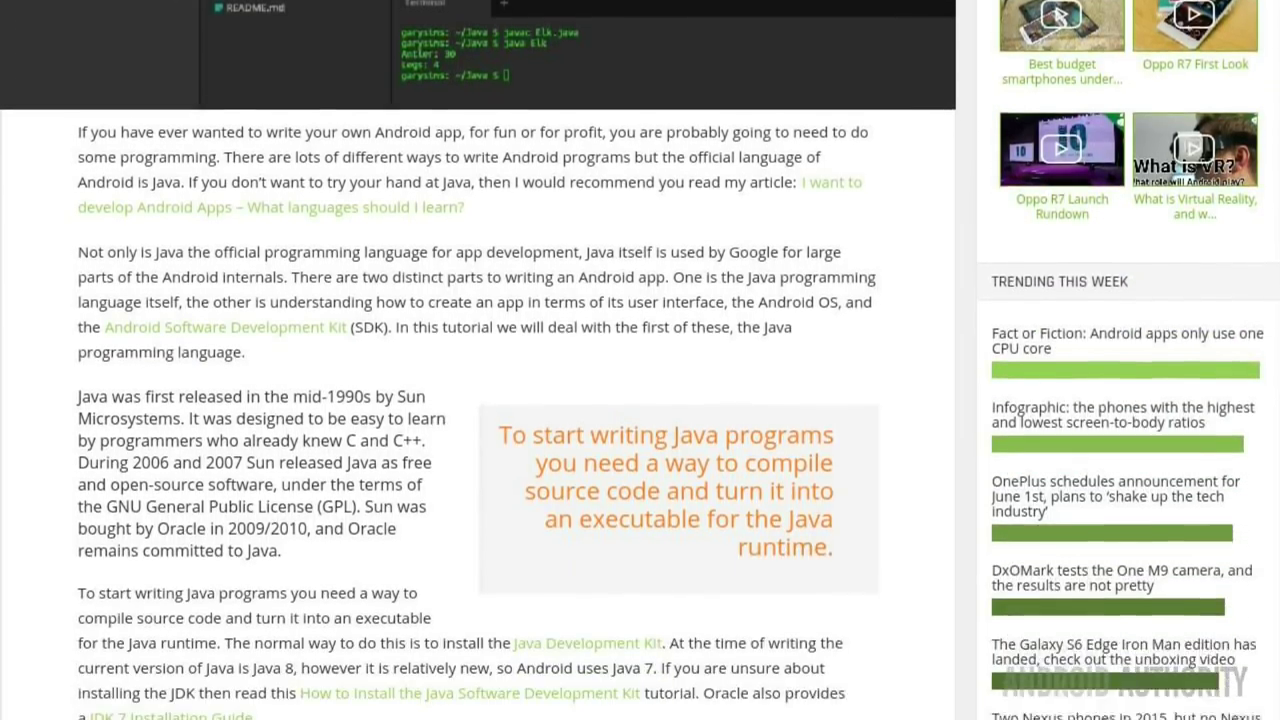 README.md
Terminal
+
garysims: ~/Java $ javac Elk.java
garysims: ~/Java $ java Elk
Antler: 30
Legs: 4
garysims: ~/Java $
If you have ever wanted to write your own Android app, for fun or for profit, you are probably going to need to do
some programming. There are lots of different ways to write Android programs but the official language of
Android is Java. If you don’t want to try your hand at Java, then I would recommend you read my article: I want to
develop Android Apps – What languages should I learn?
Not only is Java the official programming language for app development, Java itself is used by Google for large
parts of the Android internals. There are two distinct parts to writing an Android app. One is the Java programming
language itself, the other is understanding how to create an app in terms of its user interface, the Android OS, and
the Android Software Development Kit (SDK). In this tutorial we will deal with the first of these, the Java
programming language.
Java was first released in the mid-1990s by Sun
Microsystems. It was designed to be easy to learn
by programmers who already knew C and C++.
During 2006 and 2007 Sun released Java as free
and open-source software, under the terms of
the GNU General Public License (GPL). Sun was
bought by Oracle in 2009/2010, and Oracle
remains committed to Java.
To start writing Java programs
you need a way to compile
source code and turn it into
an executable for the Java
runtime.
To start writing Java programs you need a way to
compile source code and turn it into an executable
for the Java runtime. The normal way to do this is to install the Java Development Kit. At the time of writing the
current version of Java is Java 8, however it is relatively new, so Android uses Java 7. If you are unsure about
installing the JDK then read this How to Install the Java Software Development Kit tutorial. Oracle also provides
a JDK 7 Installation Guide.
Best budget
smartphones under...
Oppo R7 First Look
10
IO
What is VR?
hat role will Android play?
Oppo R7 Launch
Rundown
What is Virtual Reality,
and w...
TRENDING THIS WEEK
Fact or Fiction: Android apps only use one
CPU core
Infographic: the phones with the highest
and lowest screen-to-body ratios
OnePlus schedules announcement for
June 1st, plans to ‘shake up the tech
industry’
DxOMark tests the One M9 camera, and
the results are not pretty
The Galaxy S6 Edge Iron Man edition has
landed, check out the unboxing video
ANDROID AUTHORITY
Two Nexus phones in 2015, but no Nexus